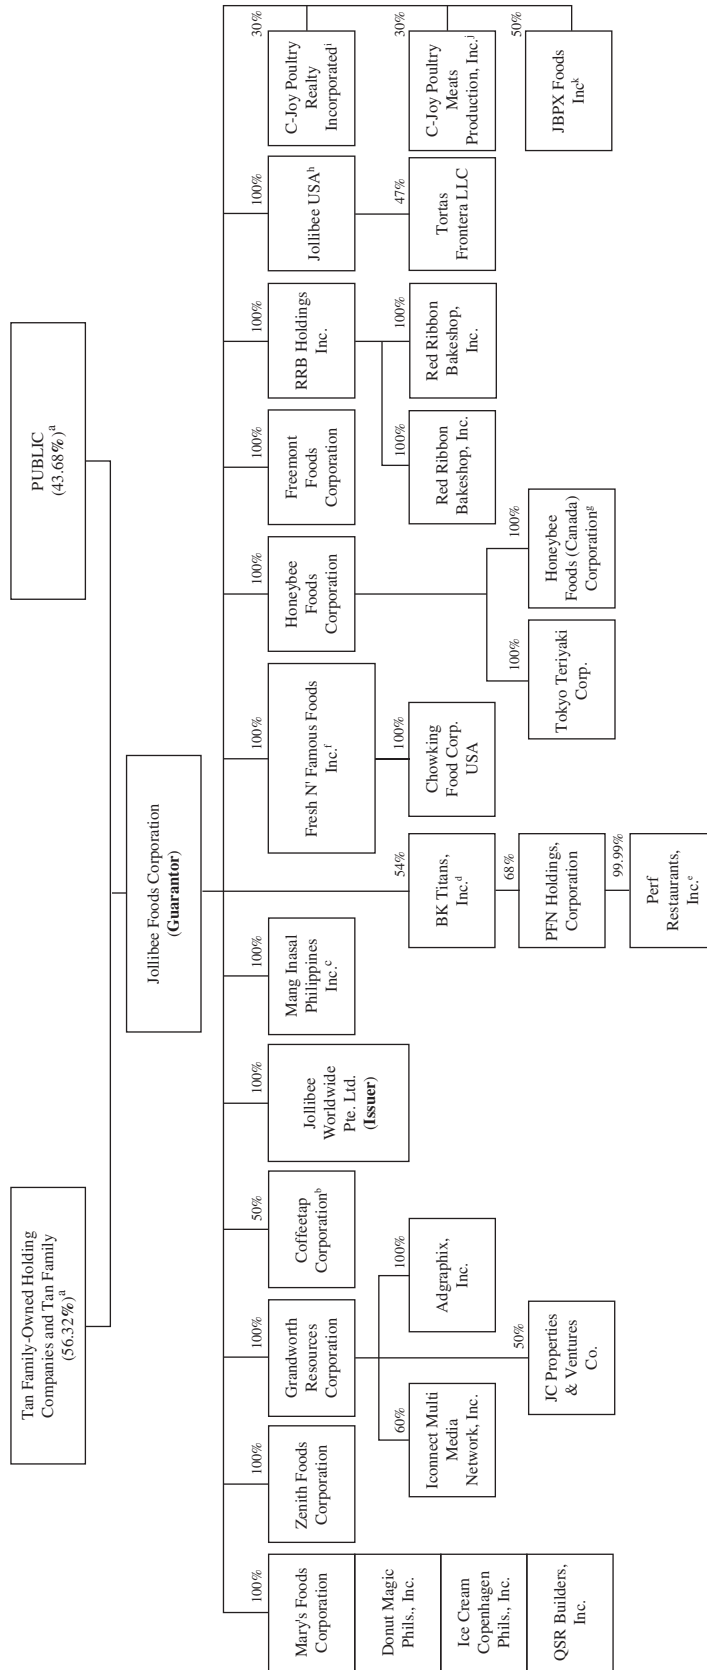 Tan Family-Owned Holding
Companies and Tan Family
(56.32%)ᵃ
PUBLIC
(43.68%)ᵃ
Jollibee Foods Corporation
(Guarantor)
100%
Mary's Foods
Corporation
Donut Magic
Phils., Inc.
Ice Cream
Copenhagen
Phils., Inc.
QSR Builders,
Inc.
100%
Zenith Foods
Corporation
100%
Grandworth
Resources
Corporation
60%
Iconnect Multi
Media
Network, Inc.
100%
Adgraphix,
Inc.
50%
JC Properties
& Ventures
Co.
50%
Coffeetap
Corporationᵇ
100%
Jollibee
Worldwide
Pte. Ltd.
(Issuer)
100%
Mang Inasal
Philippines
Inc.ᶜ
54%
BK Titans,
Inc.ᵈ
68%
PFN Holdings,
Corporation
99.99%
Perf
Restaurants,
Inc.ᵉ
100%
Fresh N' Famous Foods
Inc.ᶠ
100%
Chowking
Food Corp.
USA
100%
Honeybee
Foods
Corporation
100%
Tokyo Teriyaki
Corp.
100%
Honeybee
Foods (Canada)
Corporationᵍ
100%
Freemont
Foods
Corporation
100%
RRB Holdings
Inc.
100%
Red Ribbon
Bakeshop, Inc.
100%
Red Ribbon
Bakeshop,
Inc.
100%
Jollibee USAʰ
47%
Tortas
Frontera LLC
30%
C-Joy Poultry
Realty
Incorporatedⁱ
30%
C-Joy Poultry
Meats
Production, Inc.ʲ
50%
JBPX Foods
Incᵏ